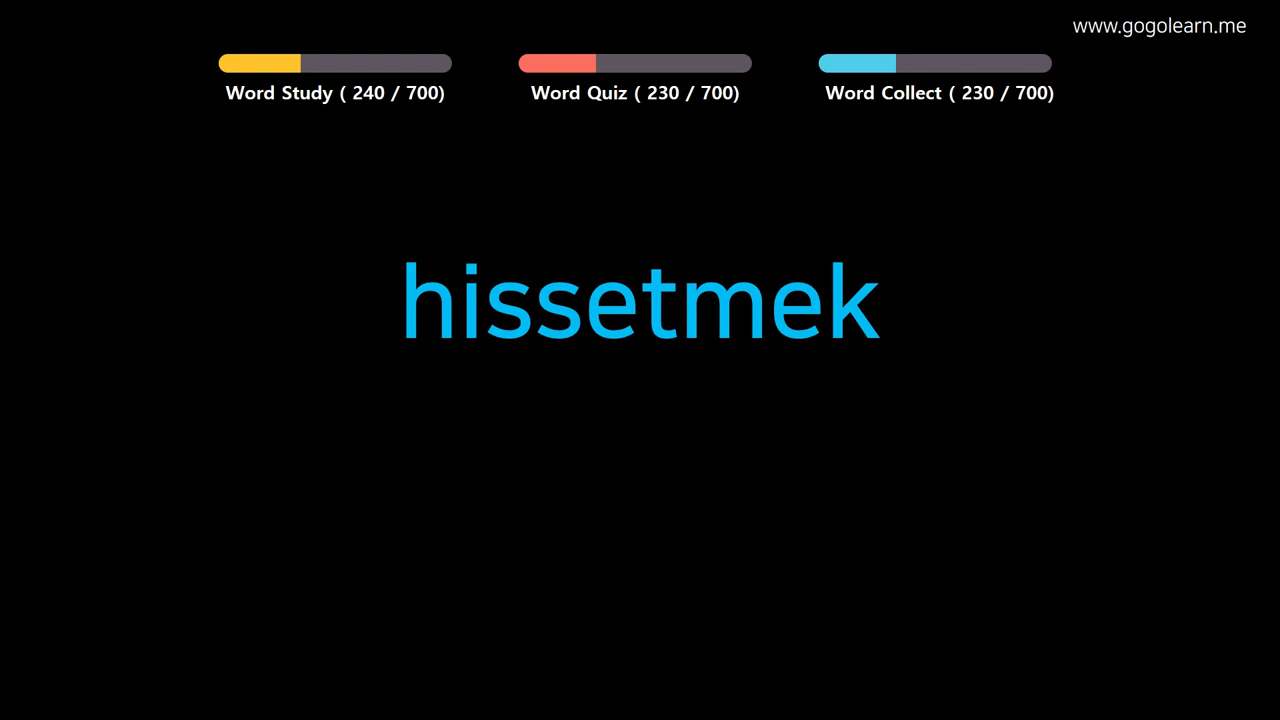 www.gogolearn.me
Word Study ( 240 / 700)
Word Quiz ( 230 / 700)
Word Collect ( 230 / 700)
hissetmek